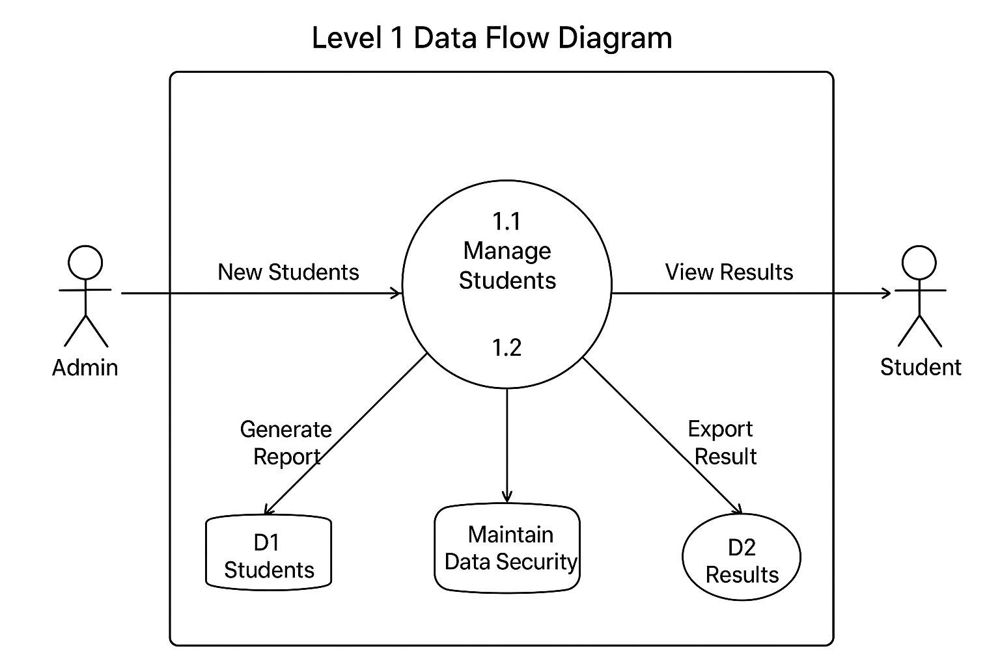 Level 1 Data Flow Diagram
1.1
Manage
Students
New Students
View Results
1.2
Admin
Student
Generate
Report
Export
Result
D1
Students
Maintain
Data Security
D2
Results